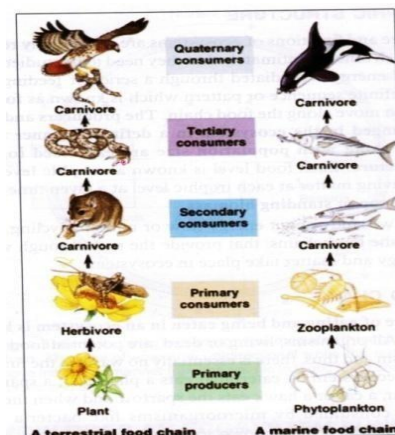 Quaternary
consumers
Carnivore
Carnivore
Tertiary
consumers
Carnivore
Carnivore
Secondary
consumers
Carnivore
Carnivore
Primary
consumers
Herbivore
Zooplankton
Primary
producers
Plant
Phytoplankton
A terrestrial food chain
A marine food chain